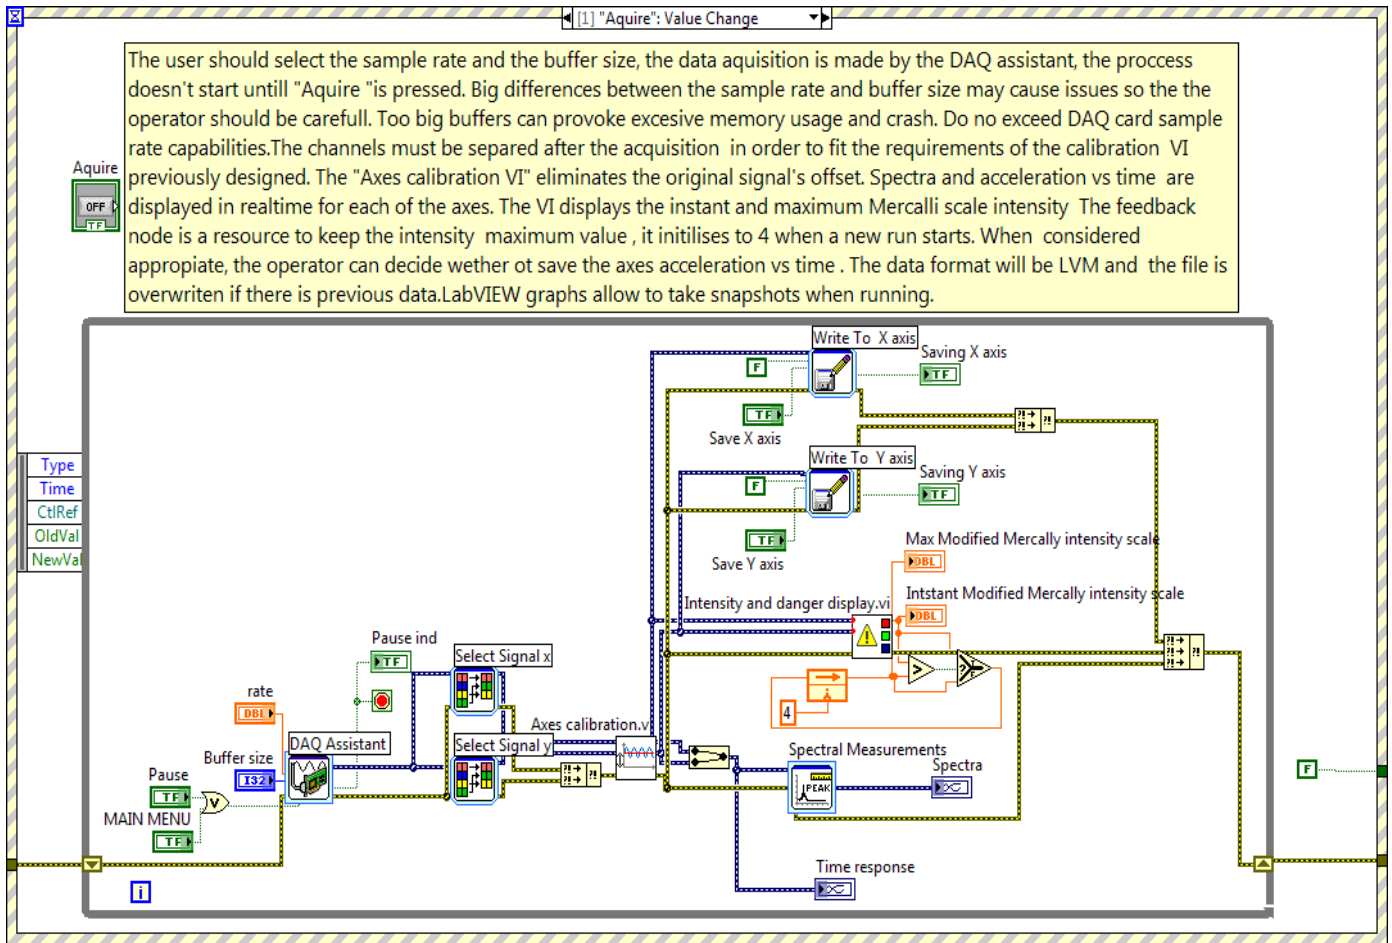 [1] "Aquire": Value Change
The user should select the sample rate and the buffer size, the data aquisition is made by the DAQ assistant, the proccess
doesn't start untill "Aquire "is pressed. Big differences between the sample rate and buffer size may cause issues so the the
operator should be carefull. Too big buffers can provoke excesive memory usage and crash. Do no exceed DAQ card sample
rate capabilities.The channels must be separed after the acquisition in order to fit the requirements of the calibration VI
previously designed. The "Axes calibration VI" eliminates the original signal's offset. Spectra and acceleration vs time are
displayed in realtime for each of the axes. The VI displays the instant and maximum Mercalli scale intensity The feedback
node is a resource to keep the intensity maximum value , it initilises to 4 when a new run starts. When considered
appropiate, the operator can decide wether ot save the axes acceleration vs time . The data format will be LVM and the file is
overwriten if there is previous data.LabVIEW graphs allow to take snapshots when running.
Aquire
OFF
TF
Write To X axis
Saving X axis
F
TF
TF
Save X axis
Write To Y axis
Saving Y axis
F
TF
TF
Save Y axis
Type
Time
CtlRef
OldVal
NewVal
Max Modified Mercally intensity scale
DBL
Intstant Modified Mercally intensity scale
DBL
Intensity and danger display.vi
Pause ind
TF
Select Signal x
rate
DBL
4
Axes calibration.v
DAQ Assistant
Select Signal y
Spectral Measurements
Spectra
PEAK
Buffer size
I32
Pause
TF
V
MAIN MENU
TF
F
Time response
i